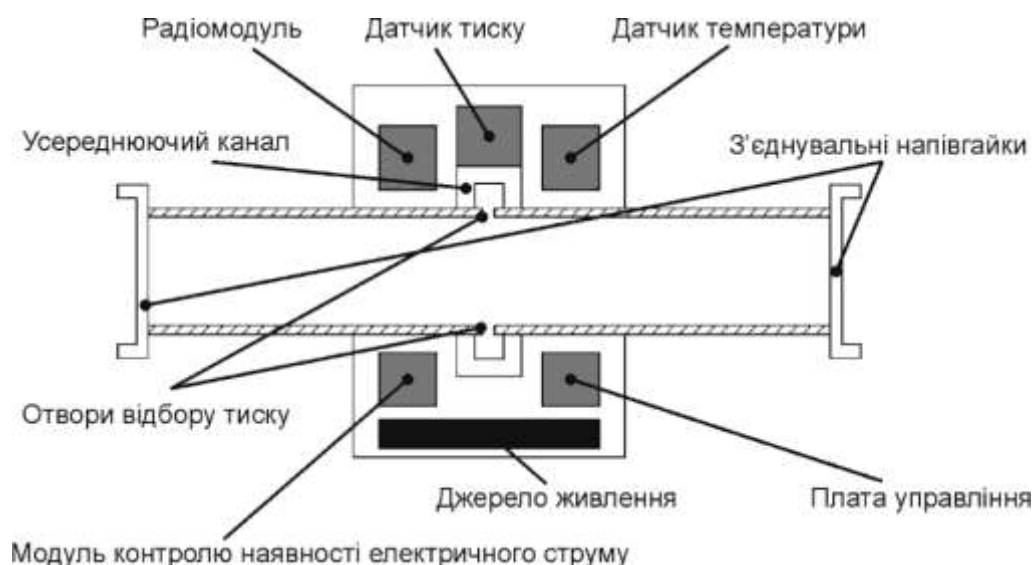 Радіомодуль
Датчик тиску
Датчик температури
Усереднюючий канал
З’єднувальні напівгайки
Отвори відбору тиску
Джерело живлення
Плата управління
Модуль контролю наявності електричного струму